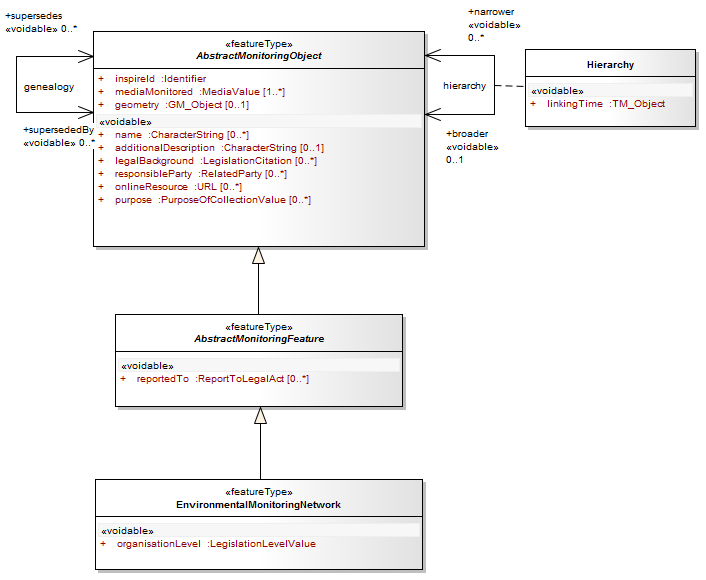 +supersedes
«voidable» 0..*
genealogy
+supersededBy
«voidable» 0..*
«featureType»
AbstractMonitoringObject
+ inspireId :Identifier
+ mediaMonitored :MediaValue [1..*]
+ geometry :GM_Object [0..1]
«voidable»
+ name :CharacterString [0..*]
+ additionalDescription :CharacterString [0..1]
+ legalBackground :LegislationCitation [0..*]
+ responsibleParty :RelatedParty [0..*]
+ onlineResource :URL [0..*]
+ purpose :PurposeOfCollectionValue [0..*]
+narrower
«voidable»
0..*
hierarchy
+broader
«voidable»
0..1
Hierarchy
«voidable»
+ linkingTime :TM_Object
«featureType»
AbstractMonitoringFeature
«voidable»
+ reportedTo :ReportToLegalAct [0..*]
«featureType»
EnvironmentalMonitoringNetwork
«voidable»
+ organisationLevel :LegislationLevelValue